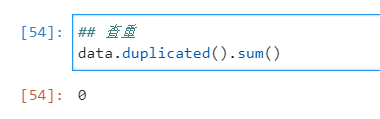 [54]: ## 查重
data.duplicated().sum()
[54]: 0